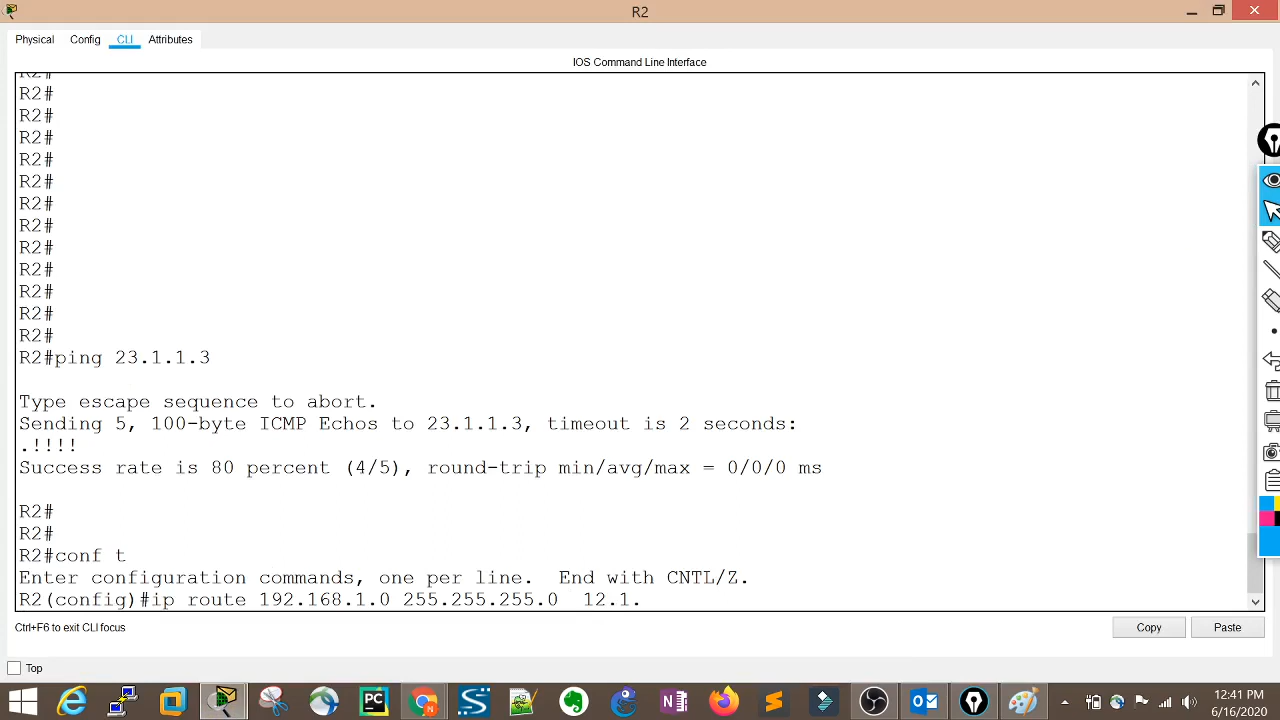 R2
Physical Config CLI Attributes
IOS Command Line Interface
R2#
R2#
R2#
R2#
R2#
R2#
R2#
R2#
R2#
R2#
R2#
R2#
R2#
R2#ping 23.1.1.3
Type escape sequence to abort.
Sending 5, 100-byte ICMP Echos to 23.1.1.3, timeout is 2 seconds:
.!!!!
Success rate is 80 percent (4/5), round-trip min/avg/max = 0/0/0 ms
R2#
R2#
R2#conf t
Enter configuration commands, one per line.  End with CNTL/Z.
R2(config)#ip route 192.168.1.0 255.255.255.0  12.1.
Ctrl+F6 to exit CLI focus
Copy Paste
Top
12:41 PM
6/16/2020